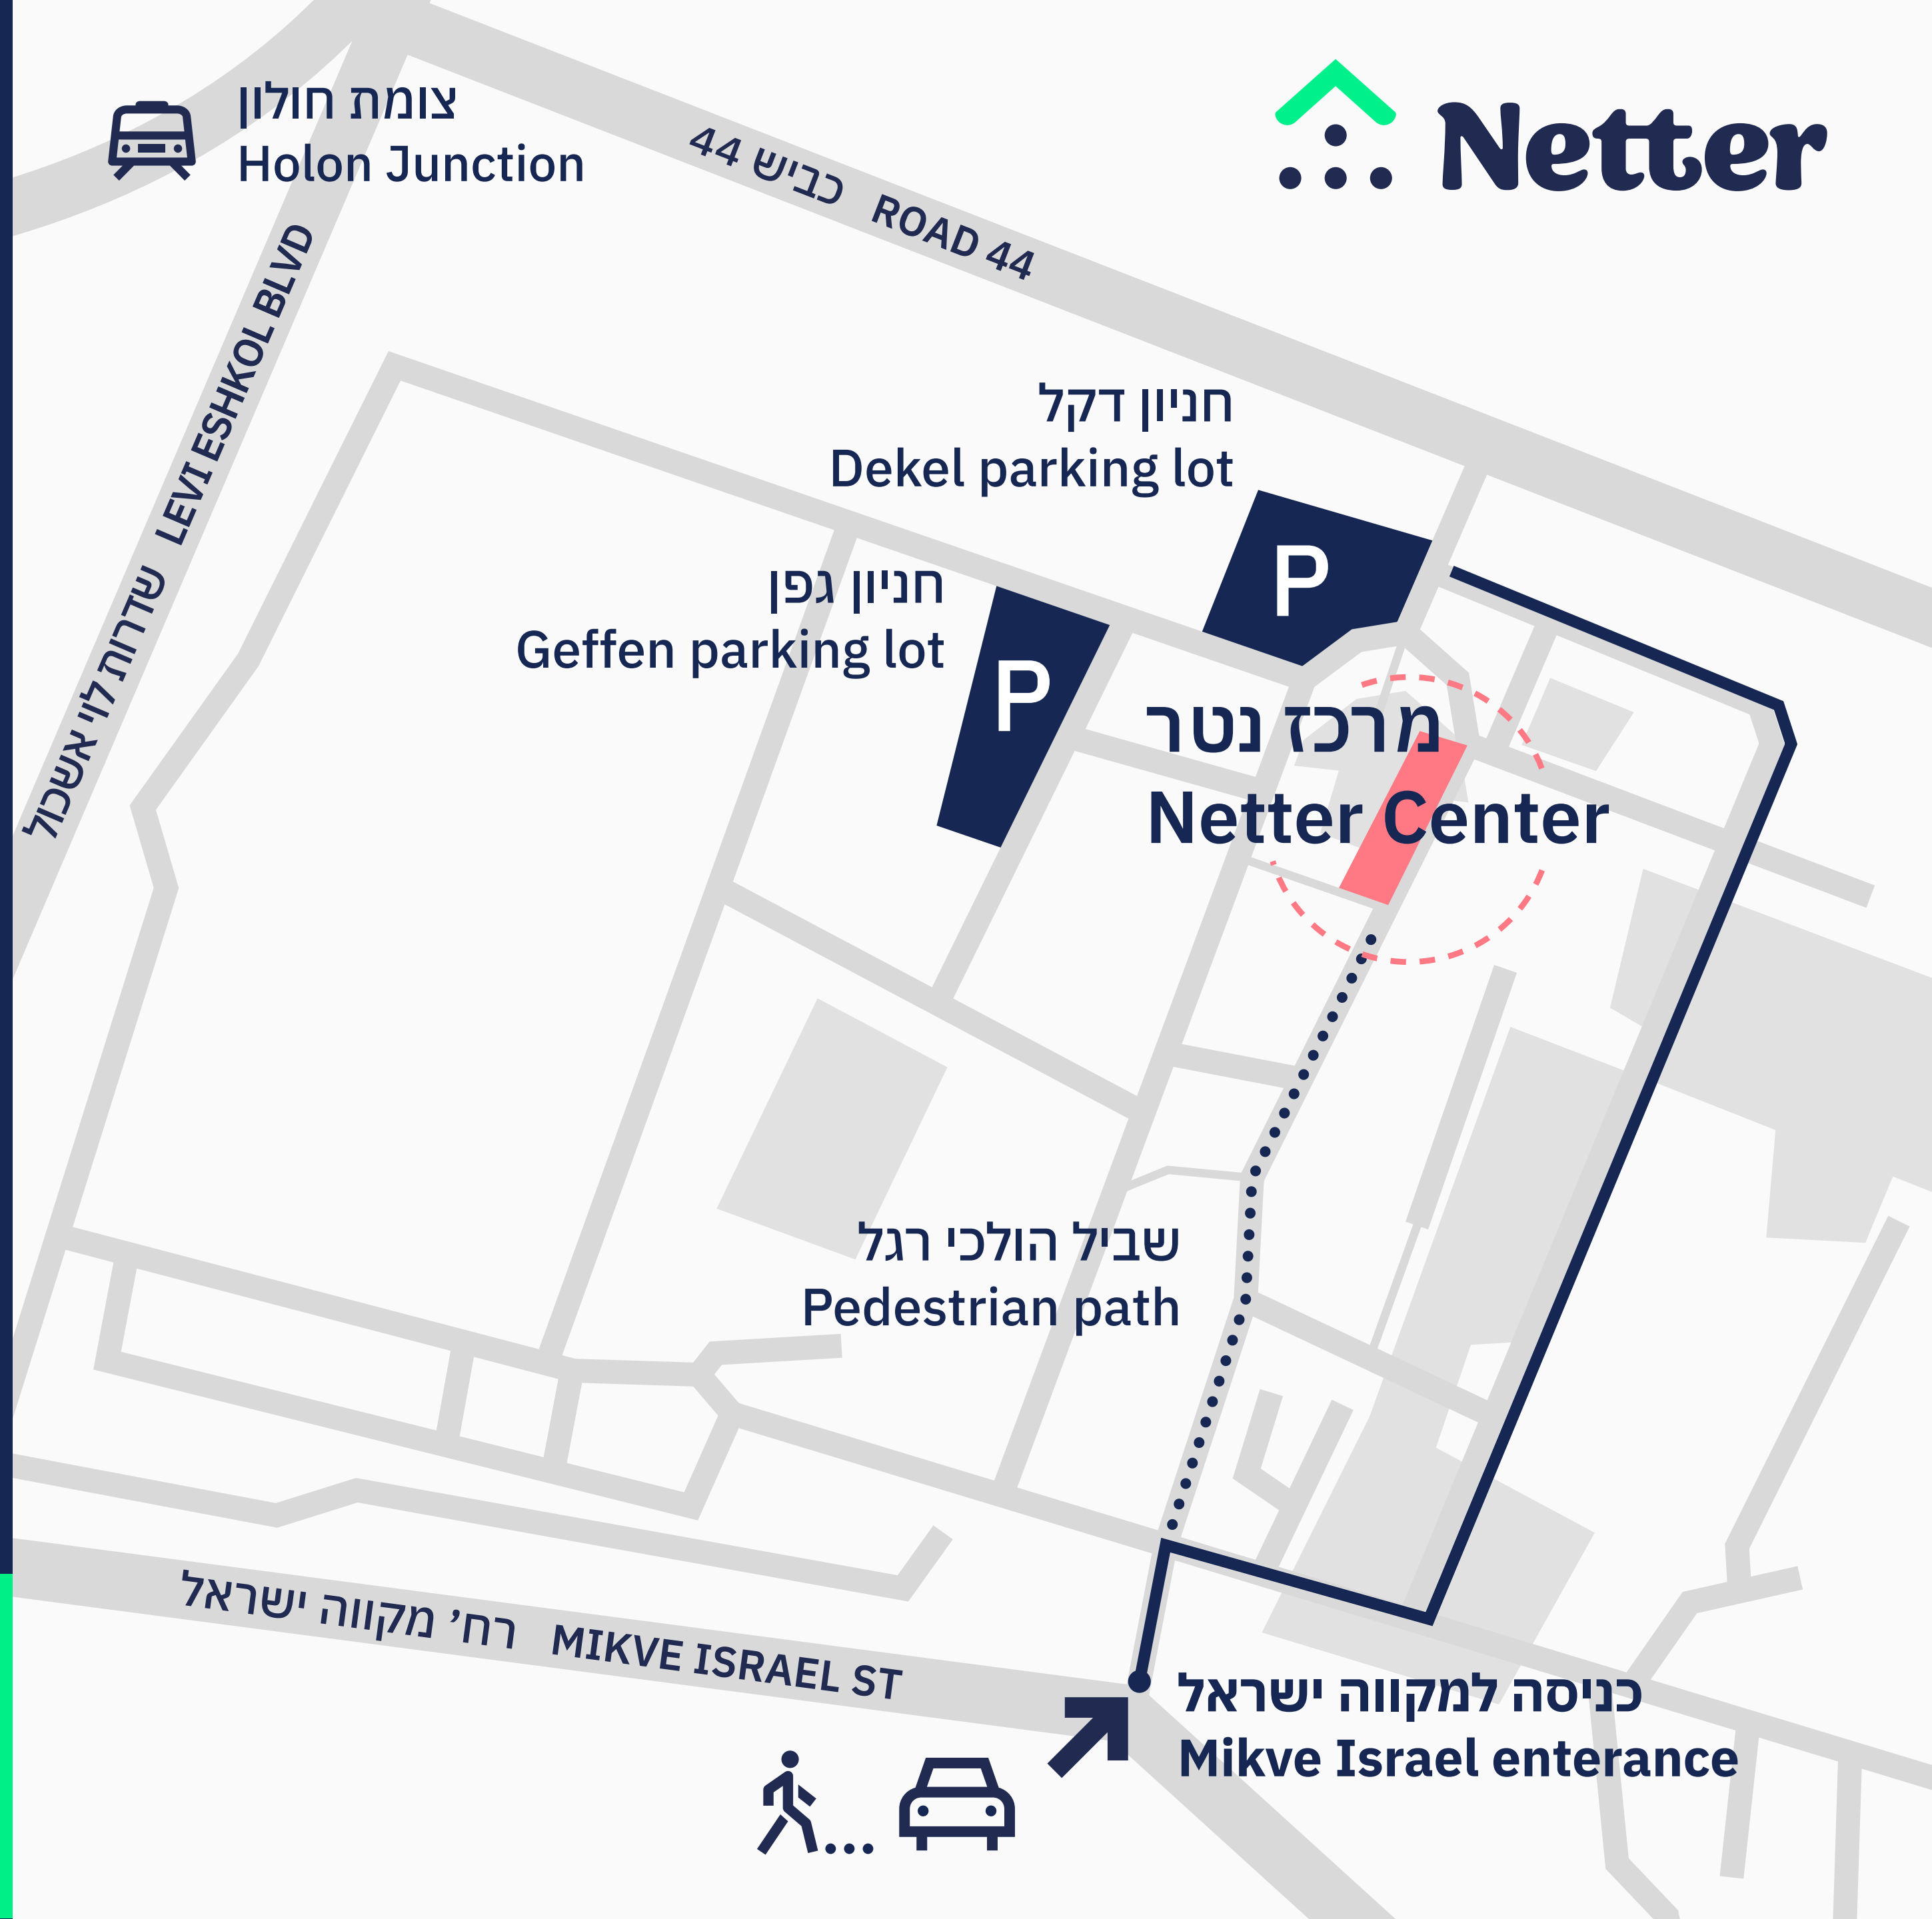 צומת חולון
Holon Junction
Netter
כביש 44 ROAD 44
שדרות לוי אשכול LEVI ESHKOL BLVD
חניון דקל
Dekel parking lot
P
חניון גפן
Geffen parking lot
P
מרכז נטר
Netter Center
שביל הולכי רגל
Pedestrian path
רח' מקווה ישראל MIKVE ISRAEL ST
כניסה למקווה ישראל
Mikve Israel enterance